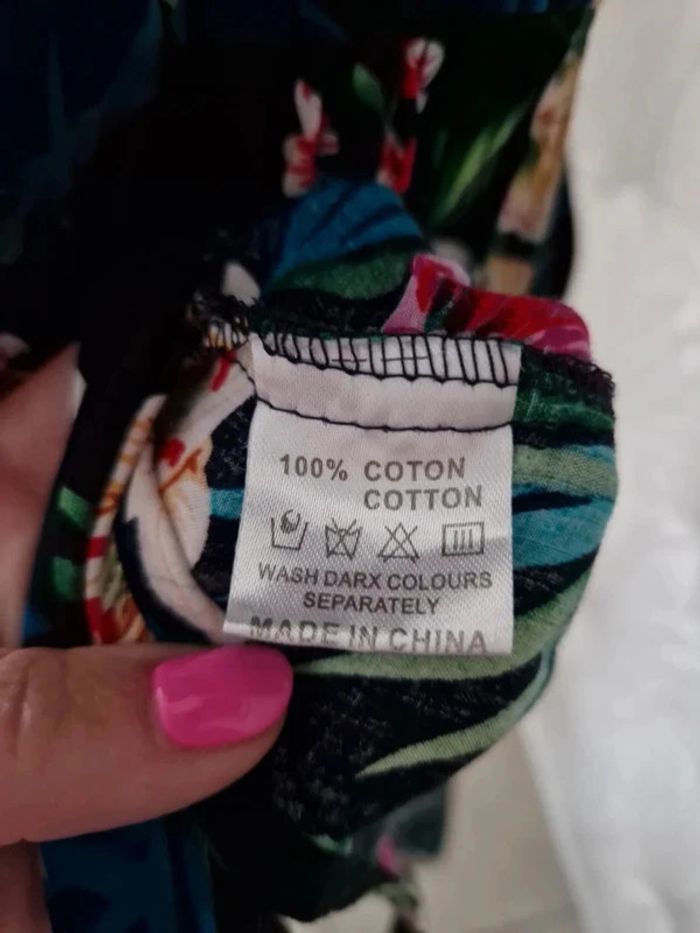 100% COTON
COTTON
WASH DARX COLOURS
SEPARATELY
MADE IN CHINA